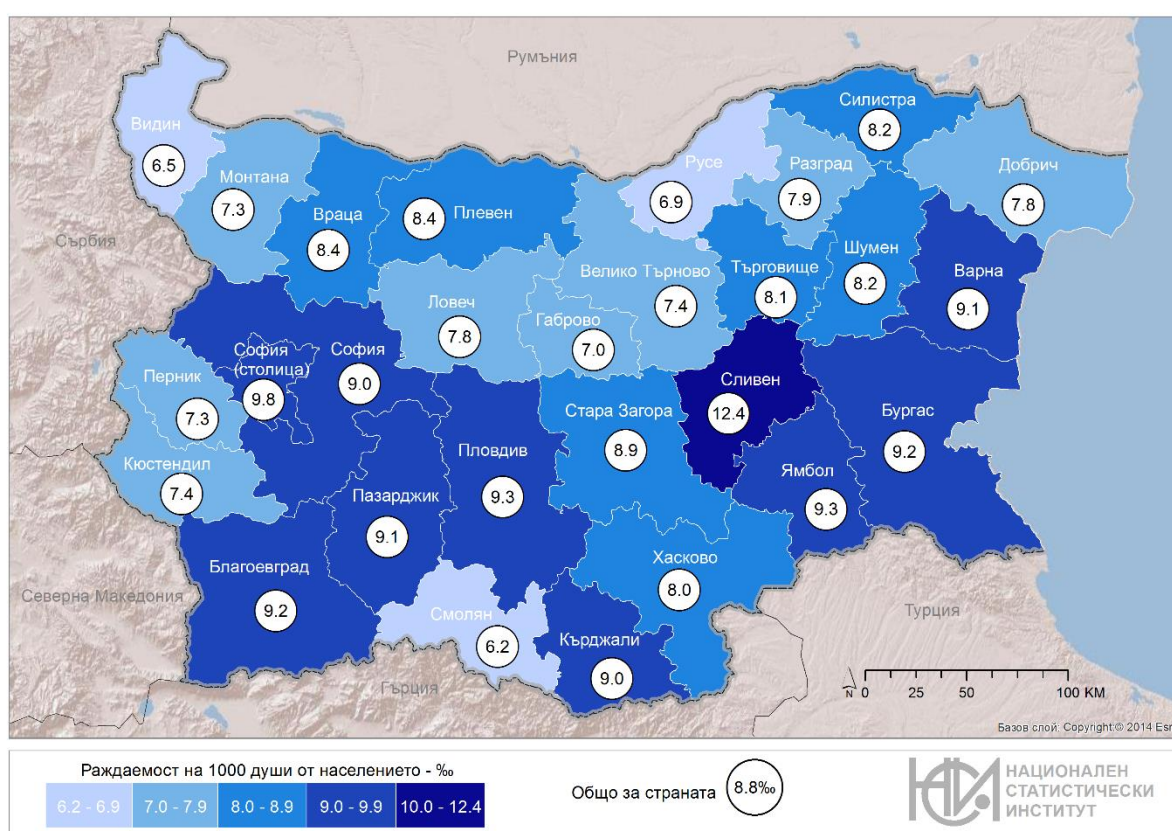 Румъния
Силистра
8.2
Видин
6.5
Русе
6.9
Разград
7.9
Добрич
7.8
Монтана
7.3
Враца
8.4
Плевен
8.4
Сърбия
Шумен
8.2
Варна
9.1
Търговище
8.1
Велико Търново
7.4
Ловеч
7.8
Габрово
7.0
София
(столица)
9.8
София
9.0
Перник
7.3
Сливен
12.4
Стара Загора
8.9
Бургас
9.2
Кюстендил
7.4
Пловдив
9.3
Ямбол
9.3
Пазарджик
9.1
Хасково
8.0
Благоевград
9.2
Северна Македония
Смолян
6.2
Кърджали
9.0
Турция
Гърция
N
0 25 50 100 КМ
Базов слой: Copyright:© 2014 Esr
Раждаемост на 1000 души от населението - ‰
6.2 - 6.9 7.0 - 7.9 8.0 - 8.9 9.0 - 9.9 10.0 - 12.4
Общо за страната 8.8‰
НСИ
НАЦИОНАЛЕН
СТАТИСТИЧЕСКИ
ИНСТИТУТ